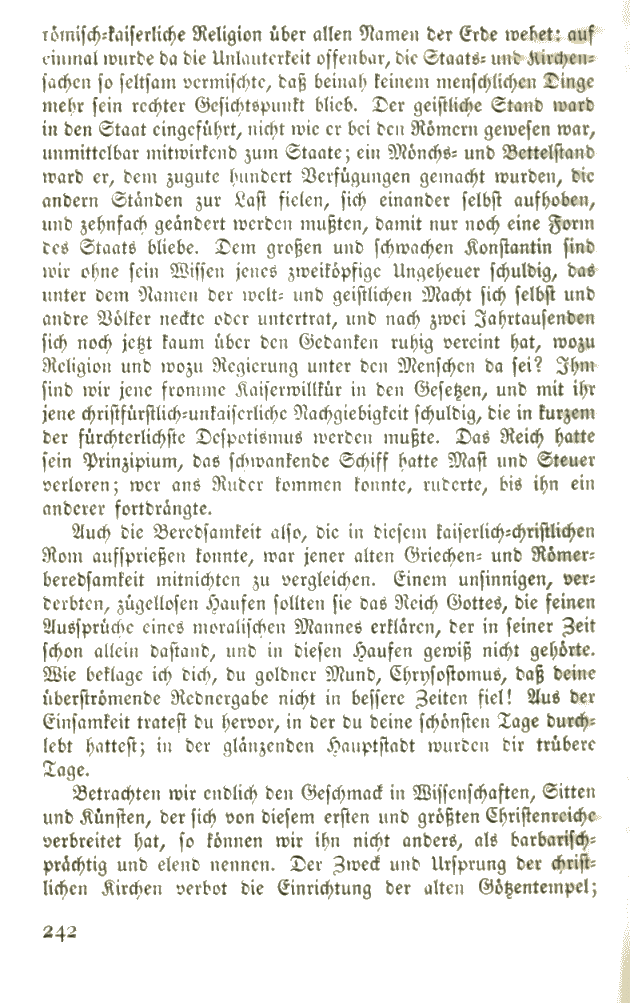 römisch-kaiserliche Religion über allen Namen der Erde wehet: auf
einmal wurde da die Unlauterkeit offenbar, die Staats- und Kirchen-
sachen so seltsam vermischte, daß beinah keinem menschlichen Dinge
mehr sein rechter Gesichtspunkt blieb. Der geistliche Stand ward
in den Staat eingeführt, nicht wie er bei den Römern gewesen war,
unmittelbar mitwirkend zum Staate; ein Mönchs- und Bettelstand
ward er, dem zugute hundert Verfügungen gemacht wurden, die
andern Ständen zur Last fielen, sich einander selbst aufhoben,
und zehnfach geändert werden mußten, damit nur noch eine Form
des Staats bliebe. Dem großen und schwachen Konstantin sind
wir ohne sein Wissen jenes zweiköpfige Ungeheuer schuldig, das
unter dem Namen der welt- und geistlichen Macht sich selbst und
andre Völker neckte oder untertrat, und nach zwei Jahrtausenden
sich noch jetzt kaum über den Gedanken ruhig vereint hat, wozu
Religion und wozu Regierung unter den Menschen da sei? Ihm
sind wir jene fromme Kaiserwillkür in den Gesetzen, und mit ihr
jene christfürstlich-unkaiserliche Nachgiebigkeit schuldig, die in kurzem
der fürchterlichste Despotismus werden mußte. Das Reich hatte
sein Prinzipium, das schwankende Schiff hatte Mast und Steuer
verloren; wer ans Ruder kommen konnte, ruderte, bis ihn ein
anderer fortdrängte.
Auch die Beredsamkeit also, die in diesem kaiserlich-christlichen
Rom aufsprießen konnte, war jener alten Griechen- und Römer-
beredsamkeit mitnichten zu vergleichen. Einem unsinnigen, ver-
derbten, zügellosen Haufen sollten sie das Reich Gottes, die feinen
Aussprüche eines moralischen Mannes erklären, der in seiner Zeit
schon allein dastand, und in diesen Haufen gewiß nicht gehörte.
Wie beklage ich dich, du goldner Mund, Chrysostomus, daß deine
überströmende Rednergabe nicht in bessere Zeiten fiel! Aus der
Einsamkeit tratest du hervor, in der du deine schönsten Tage durch-
lebt hattest; in der glänzenden Hauptstadt wurden dir trübere
Tage.
Betrachten wir endlich den Geschmack in Wissenschaften, Sitten
und Künsten, der sich von diesem ersten und größten Christenreiche
verbreitet hat, so können wir ihn nicht anders, als barbarisch-
prächtig und elend nennen. Der Zweck und Ursprung der christ-
lichen Kirchen verbot die Einrichtung der alten Götzentempel;
242